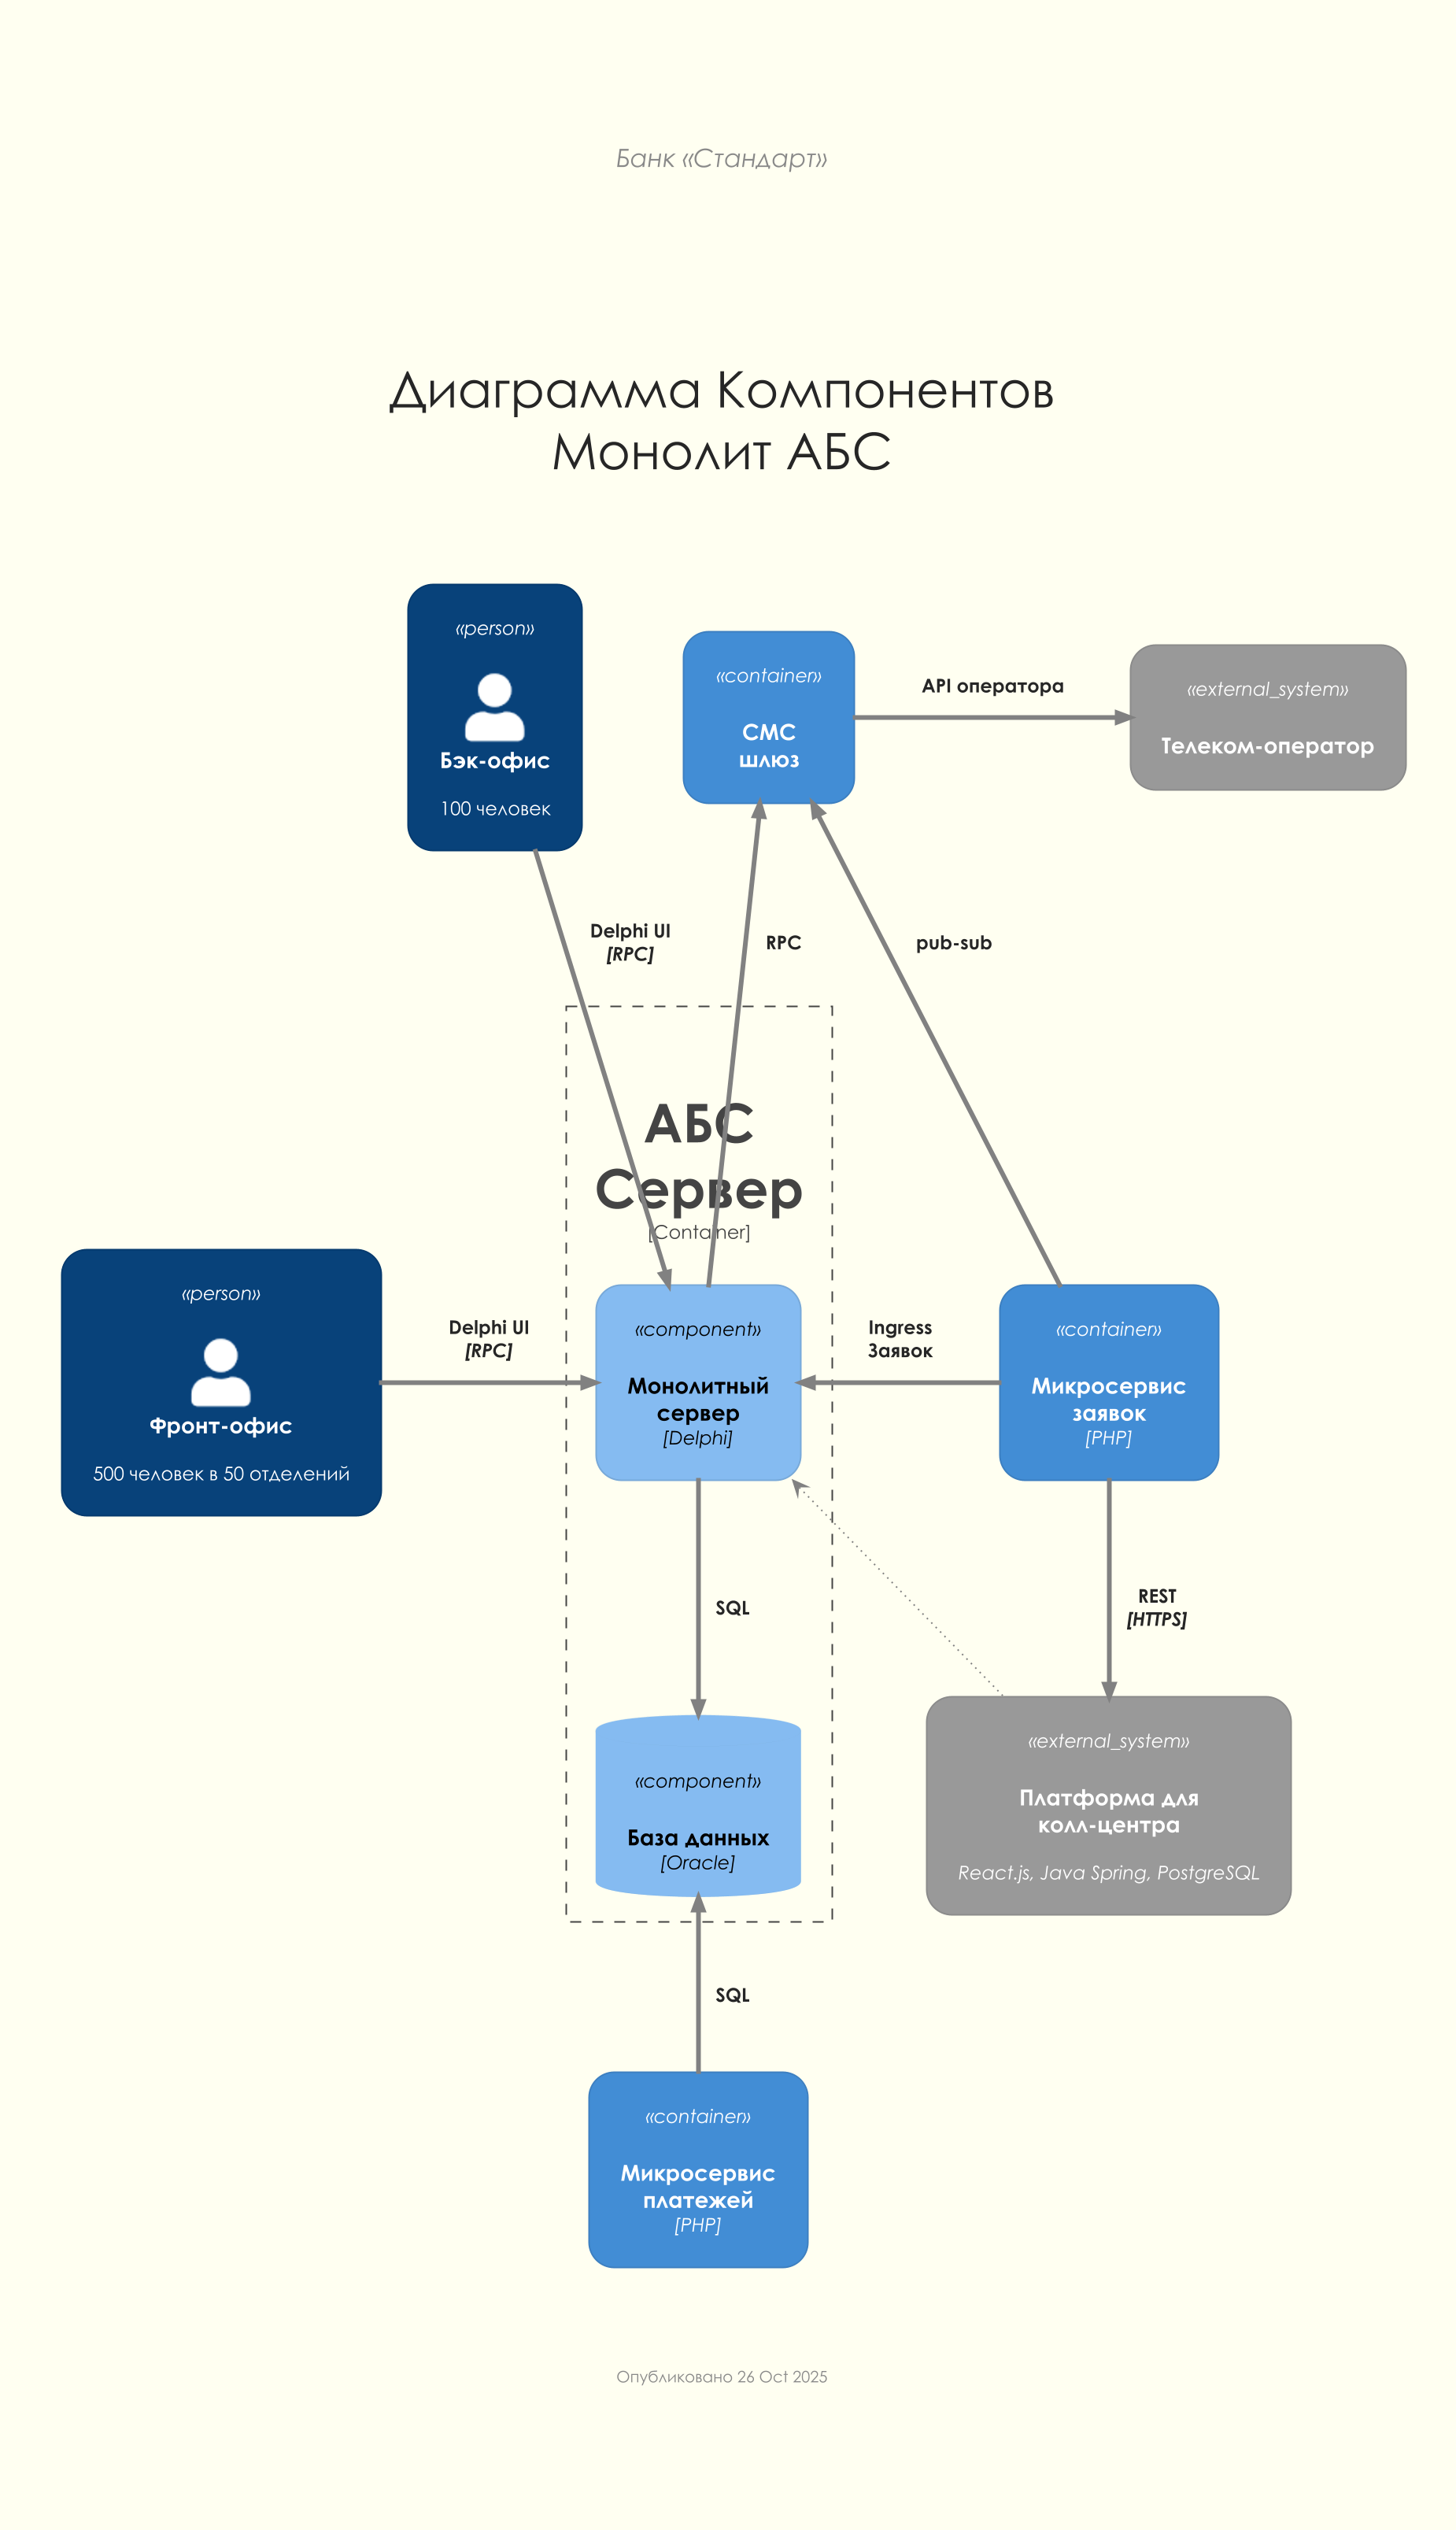 Банк «Стандарт»
Диаграмма Компонентов
Монолит АБС
«person»
Бэк-офис
100 человек
«container»
СМС
шлюз
API оператора
«external_system»
Телеком-оператор
Delphi UI
[RPC]
RPC
pub-sub
АБС
Сервер
[Container]
«person»
Фронт-офис
500 человек в 50 отделений
Delphi UI
[RPC]
«component»
Монолитный
сервер
[Delphi]
Ingress
Заявок
«container»
Микросервис
заявок
[PHP]
SQL
REST
[HTTPS]
«component»
База данных
[Oracle]
«external_system»
Платформа для
колл-центра
React.js, Java Spring, PostgreSQL
SQL
«container»
Микросервис
платежей
[PHP]
Опубликовано 26 Oct 2025